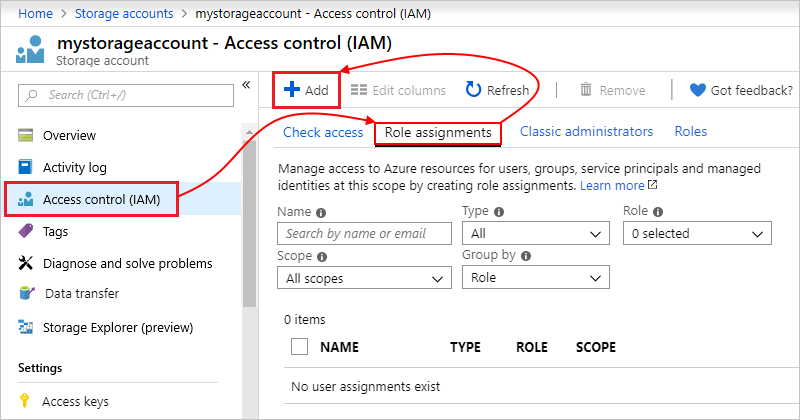 Home > Storage accounts > mystorageaccount - Access control (IAM)
mystorageaccount - Access control (IAM)
Storage account
Search (Ctrl+/)
«
Overview
Activity log
Access control (IAM)
Tags
Diagnose and solve problems
Data transfer
Storage Explorer (preview)
Settings
Access keys
Add Edit columns Refresh Remove Got feedback?
Check access Role assignments Classic administrators Roles
Manage access to Azure resources for users, groups, service principals and managed
identities at this scope by creating role assignments. Learn more
Name Type Role
Search by name or email All 0 selected
Scope Group by
All scopes Role
0 items
NAME TYPE ROLE SCOPE
No user assignments exist